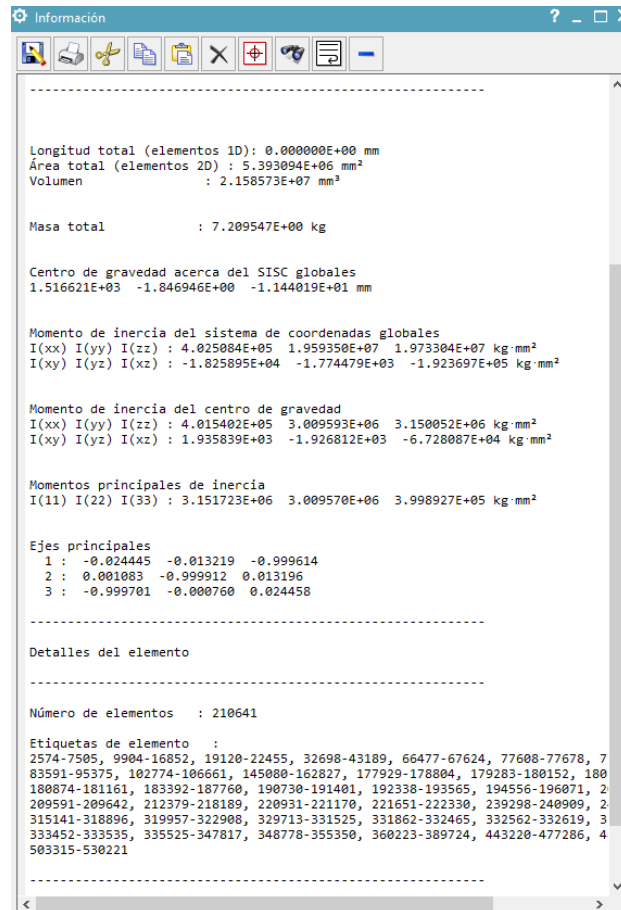 Información
------------------------------------------------------------
Longitud total (elementos 1D): 0.000000E+00 mm
Área total (elementos 2D) : 5.393094E+06 mm²
Volumen : 2.158573E+07 mm³
Masa total : 7.209547E+00 kg
Centro de gravedad acerca del SISC globales
1.516621E+03 -1.846946E+00 -1.144019E+01 mm
Momento de inercia del sistema de coordenadas globales
I(xx) I(yy) I(zz) : 4.025084E+05 1.959350E+07 1.973304E+07 kg·mm²
I(xy) I(yz) I(xz) : -1.825895E+04 -1.774479E+03 -1.923697E+05 kg·mm²
Momento de inercia del centro de gravedad
I(xx) I(yy) I(zz) : 4.015402E+05 3.009593E+06 3.150052E+06 kg·mm²
I(xy) I(yz) I(xz) : 1.935839E+03 -1.926812E+03 -6.728087E+04 kg·mm²
Momentos principales de inercia
I(11) I(22) I(33) : 3.151723E+06 3.009570E+06 3.998927E+05 kg·mm²
Ejes principales
1 : -0.024445 -0.013219 -0.999614
2 : 0.001083 -0.999912 0.013196
3 : -0.999701 -0.000760 0.024458
------------------------------------------------------------
Detalles del elemento
------------------------------------------------------------
Número de elementos : 210641
Etiquetas de elemento :
2574-7505, 9904-16852, 19120-22455, 32698-43189, 66477-67624, 77608-77678, 7
83591-95375, 102774-106661, 145080-162827, 177929-178804, 179283-180152, 180
180874-181161, 183392-187760, 190730-191401, 192338-193565, 194556-196071, 2
209591-209642, 212379-218189, 220931-221170, 221651-222330, 239298-240909, 2
315141-318896, 319957-322908, 329713-331525, 331862-332465, 332562-332619, 3
333452-333535, 335525-347817, 348778-355350, 360223-389724, 443220-477286, 4
503315-530221
------------------------------------------------------------